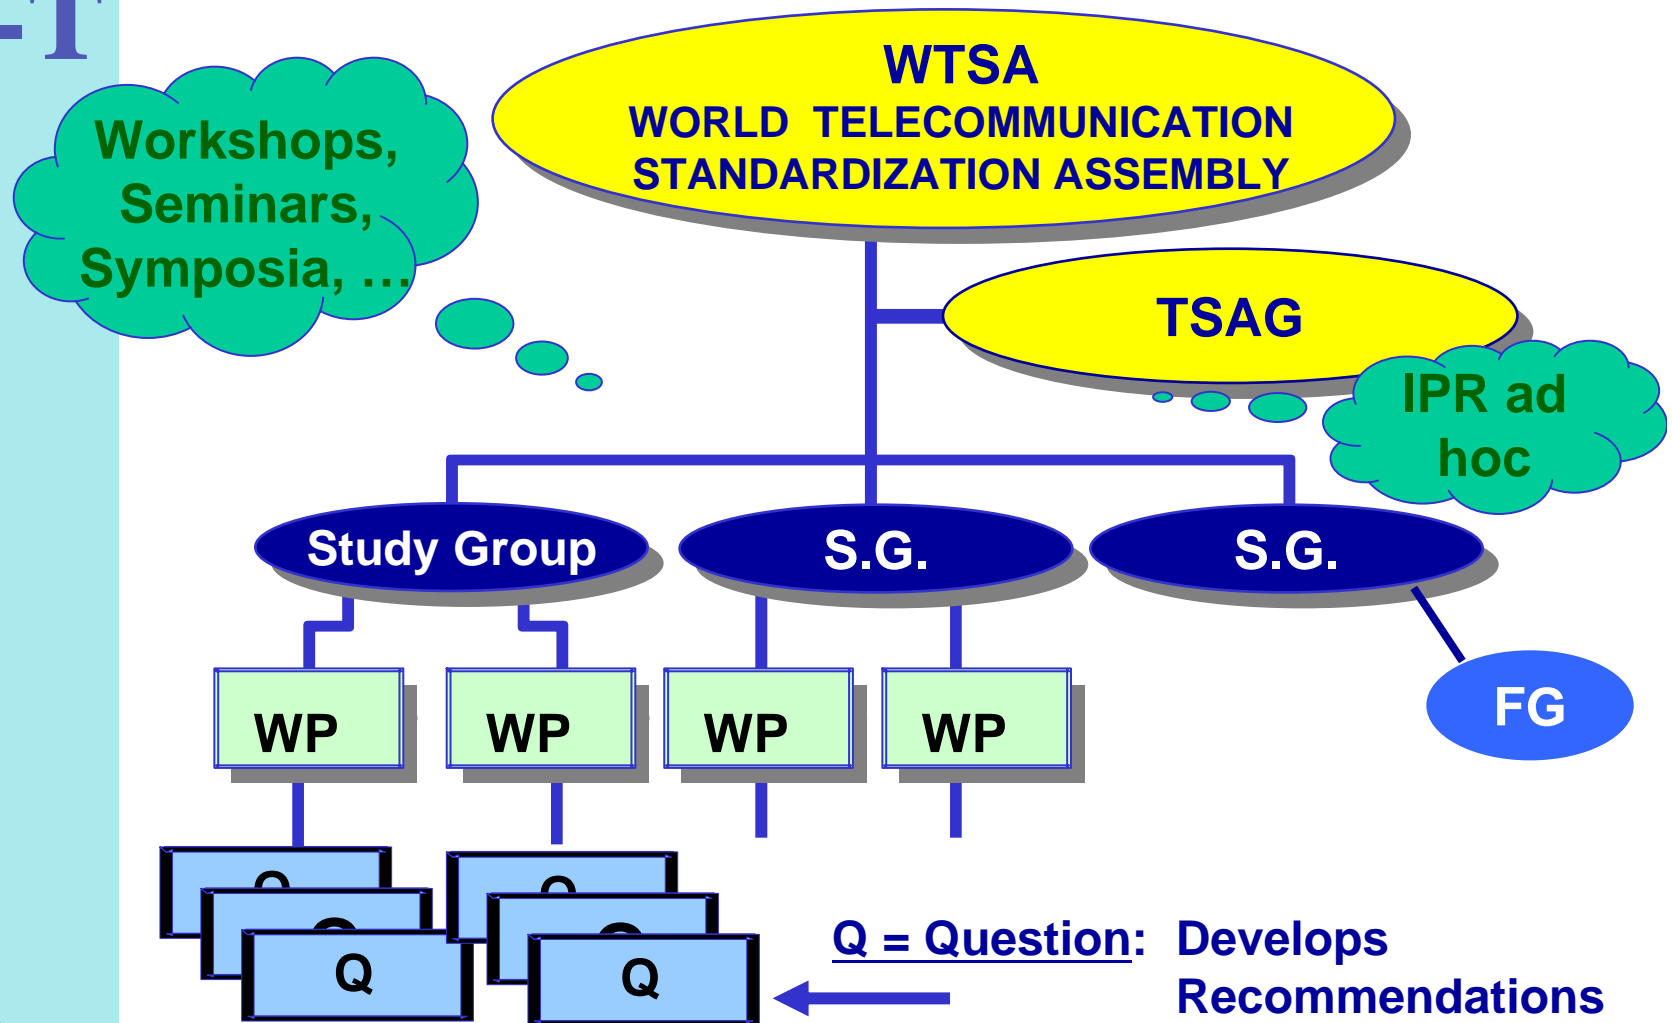 -T
WTSA
WORLD TELECOMMUNICATION
STANDARDIZATION ASSEMBLY
Workshops,
Seminars,
Symposia, …
TSAG
IPR ad
hoc
Study Group
S.G.
S.G.
WP
WP
WP
WP
FG
Q
Q
Q
Q
Q
Q
Q = Question: Develops
Recommendations